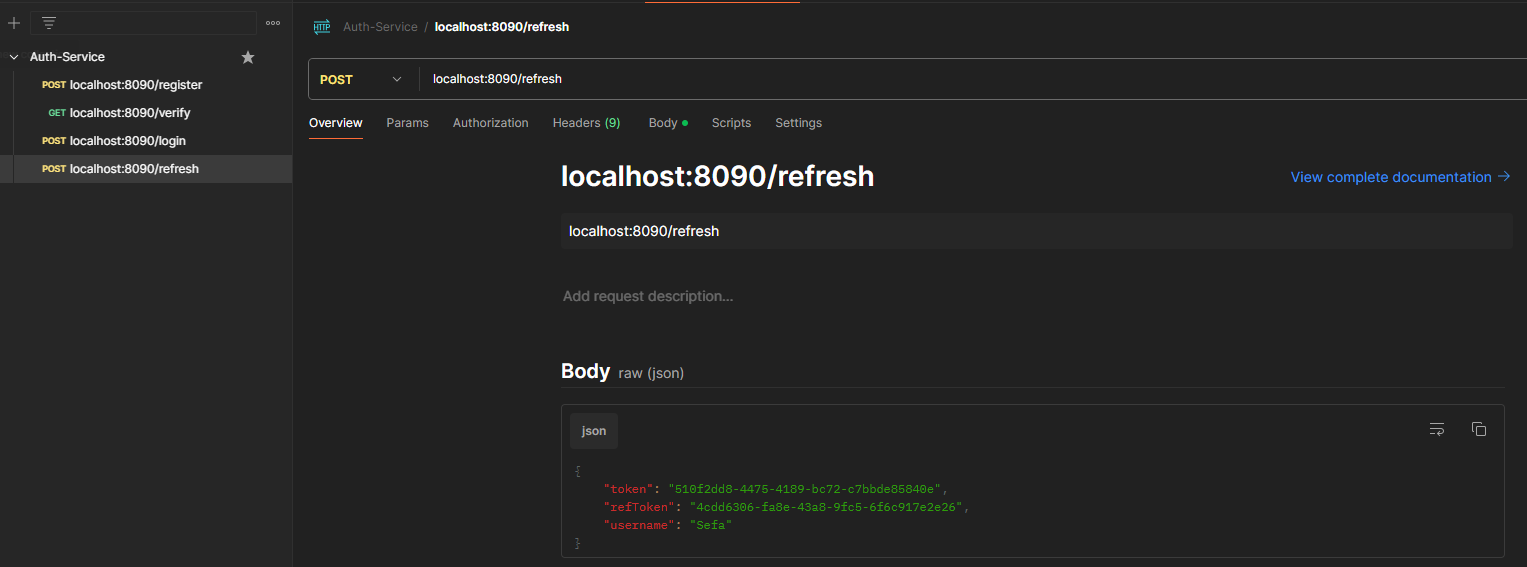 Auth-Service
POST localhost:8090/register
GET localhost:8090/verify
POST localhost:8090/login
POST localhost:8090/refresh
HTTP Auth-Service / localhost:8090/refresh
POST localhost:8090/refresh
Overview Params Authorization Headers (9) Body Scripts Settings
localhost:8090/refresh
View complete documentation →
localhost:8090/refresh
Add request description...
Body raw (json)
json
{
"token": "510f2dd8-4475-4189-bc72-c7bbde85840e",
"refToken": "4cdd6306-fa8e-43a8-9fc5-6f6c917e2e26",
"username": "Sefa"
}